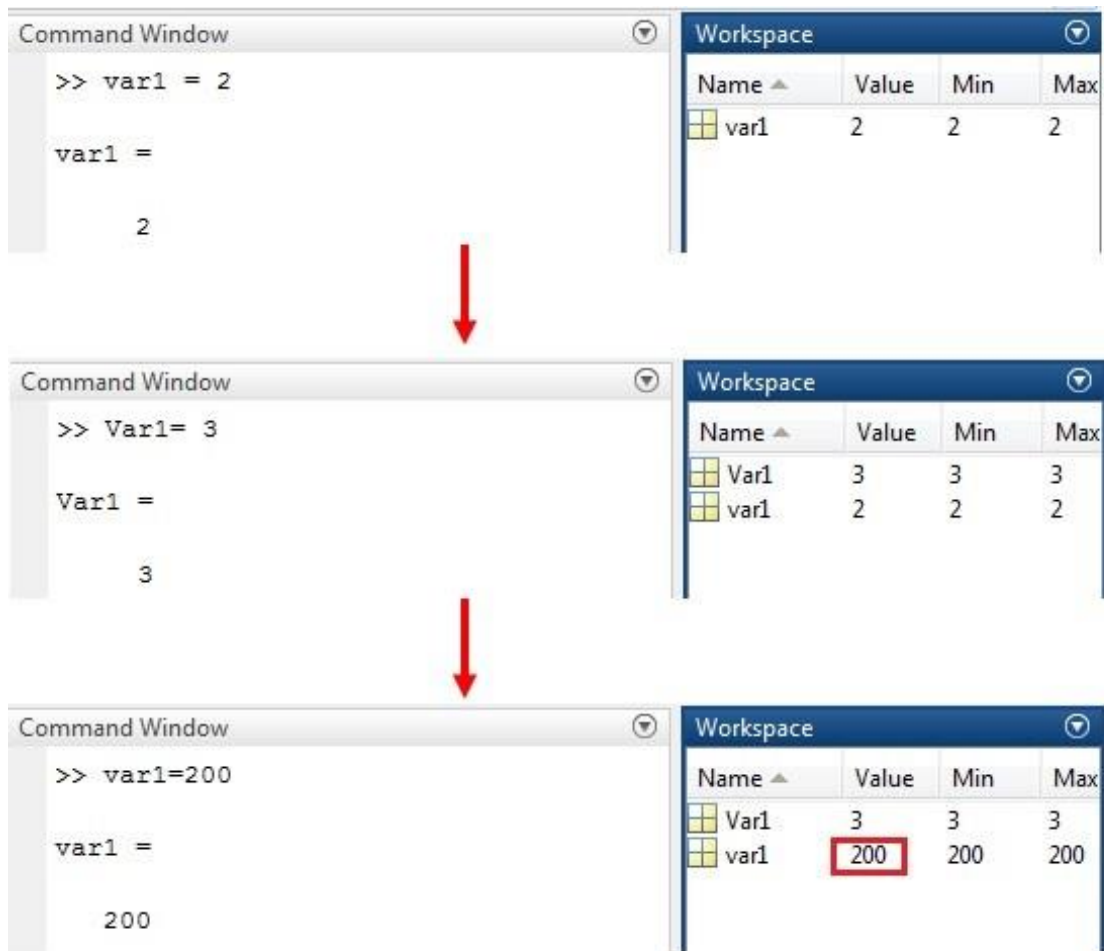 Command Window
>> var1 = 2
var1 =
2
Workspace
Name Value Min Max
var1 2 2 2
Command Window
>> Var1= 3
Var1 =
3
Workspace
Name Value Min Max
Var1 3 3 3
var1 2 2 2
Command Window
>> var1=200
var1 =
200
Workspace
Name Value Min Max
Var1 3 3 3
var1 200 200 200